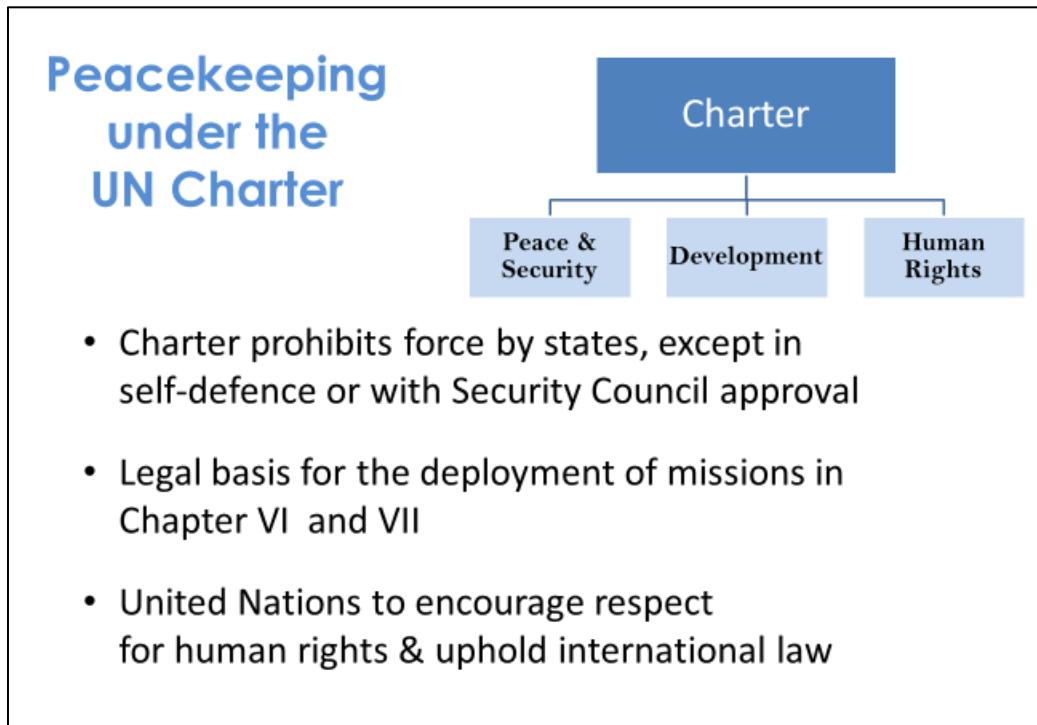 Peacekeeping
under the
UN Charter
Charter
Peace &
Security
Development
Human
Rights
• Charter prohibits force by states, except in
self-defence or with Security Council approval
• Legal basis for the deployment of missions in
Chapter VI and VII
• United Nations to encourage respect
for human rights & uphold international law